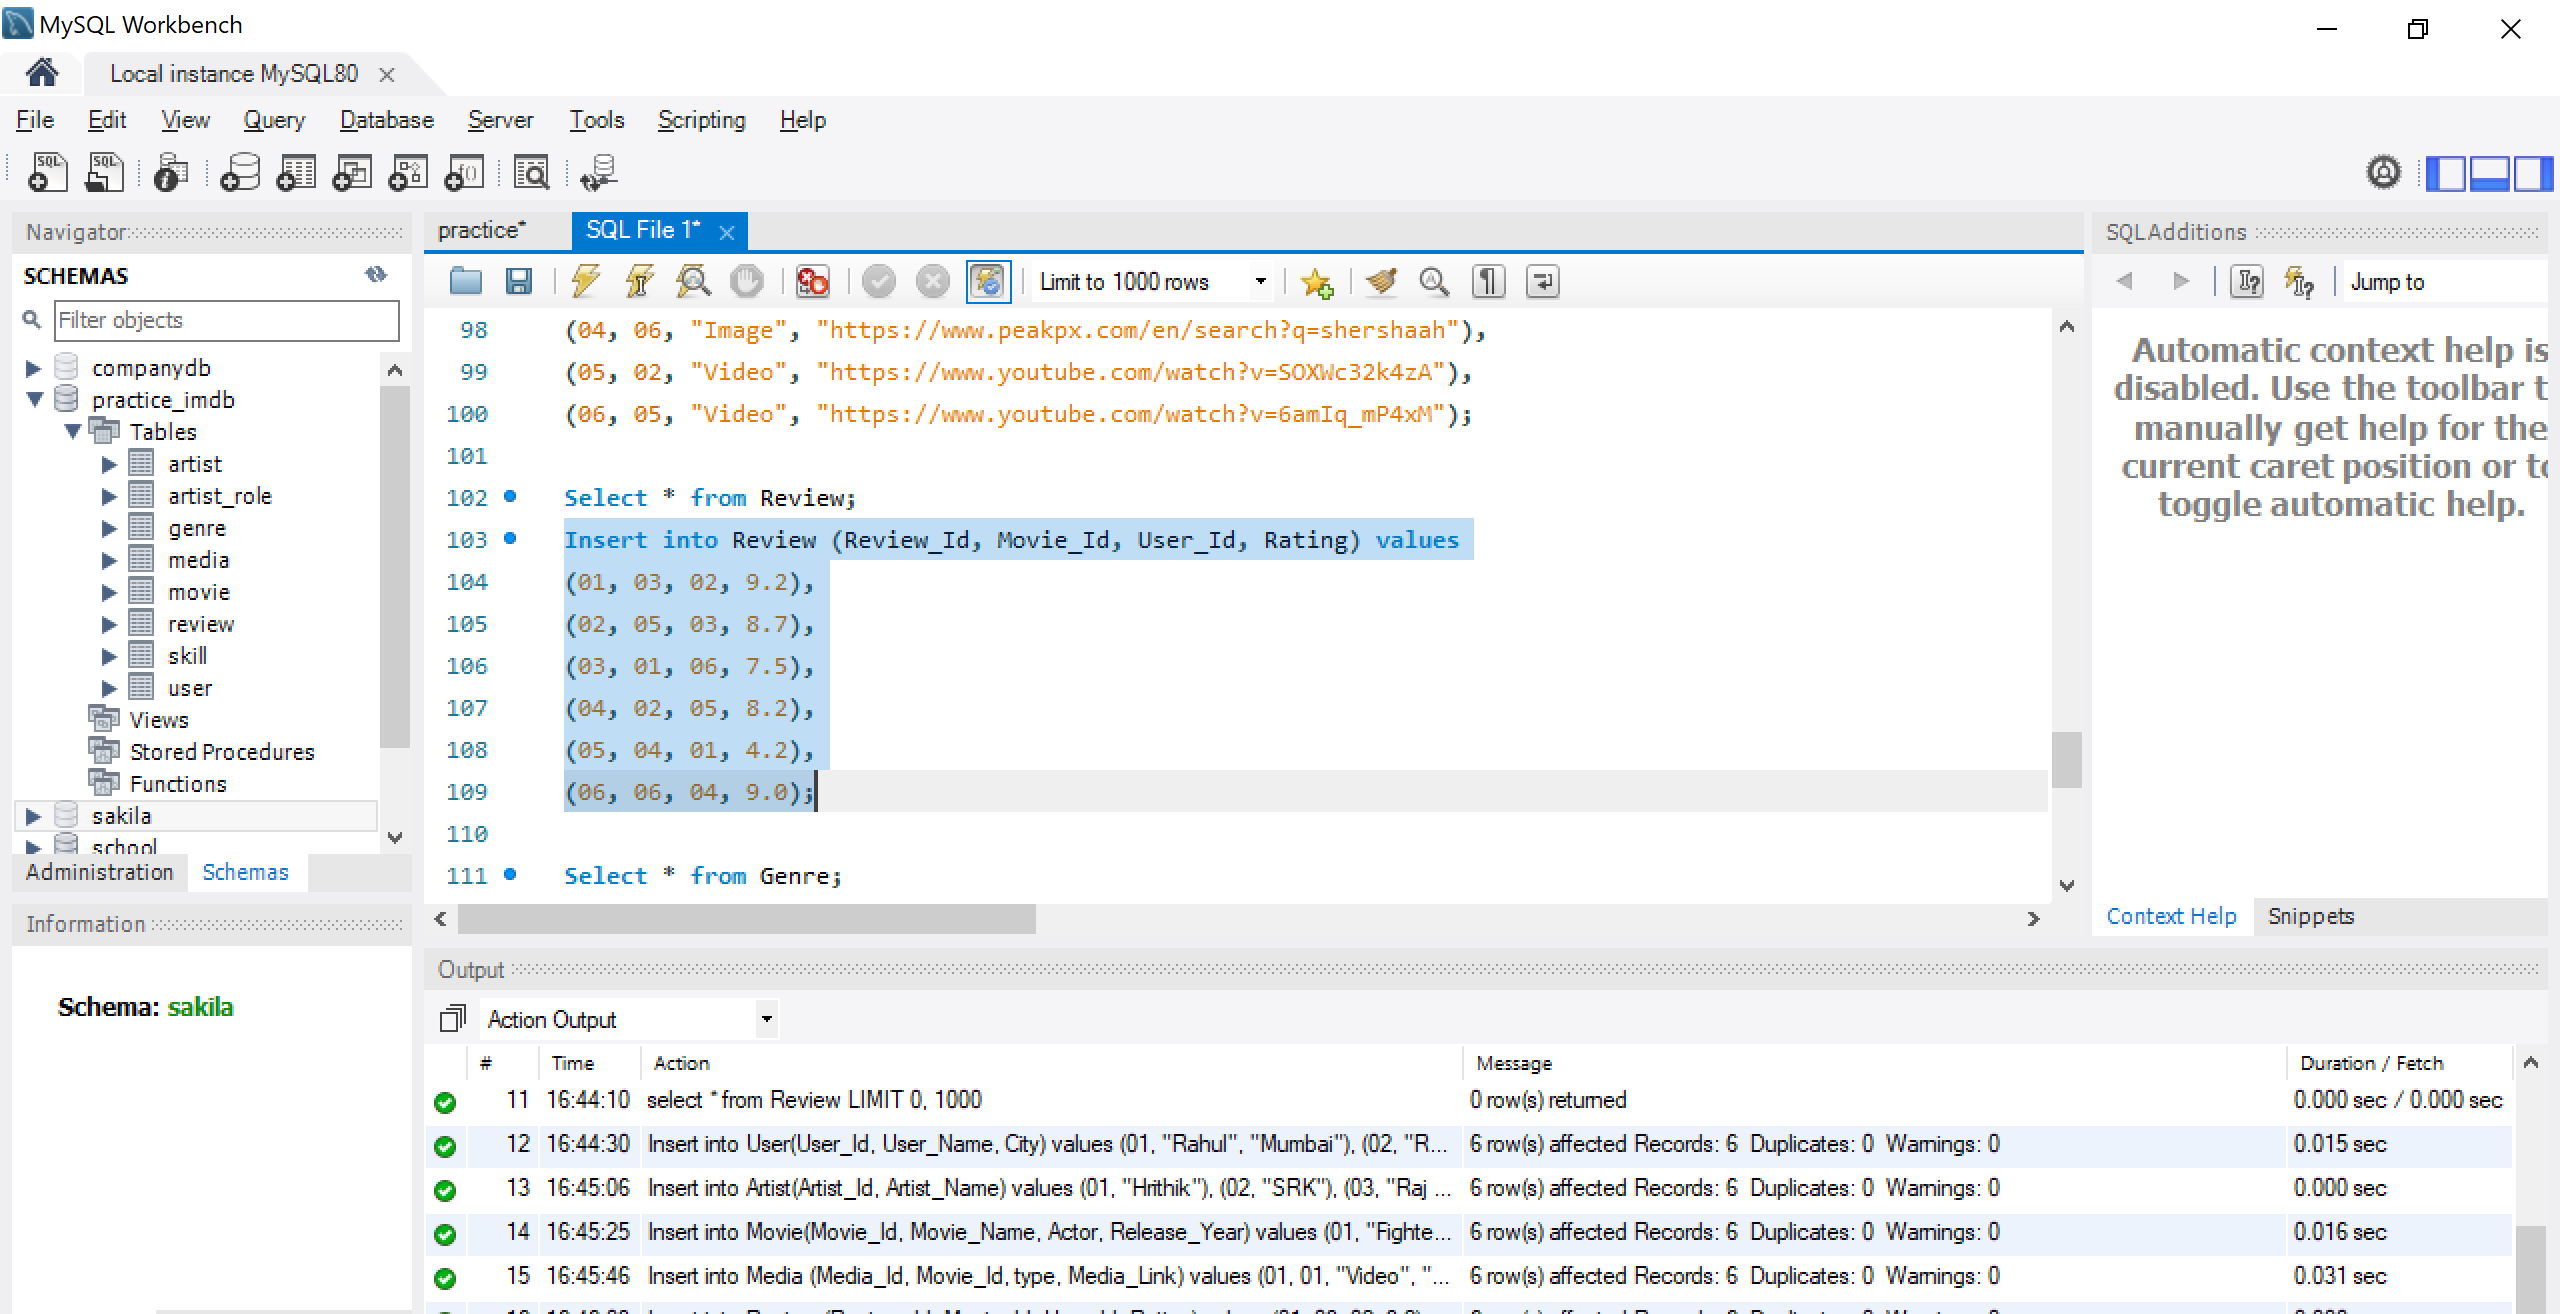 MySQL Workbench
Local instance MySQL80
File Edit View Query Database Server Tools Scripting Help
Navigator
SCHEMAS
Filter objects
companydb
practice_imdb
Tables
artist
artist_role
genre
media
movie
review
skill
user
Views
Stored Procedures
Functions
sakila
school
Administration Schemas
Information
Schema: sakila
practice* SQL File 1*
Limit to 1000 rows
98 (04, 06, "Image", "https://www.peakpx.com/en/search?q=shershaah"),
99 (05, 02, "Video", "https://www.youtube.com/watch?v=SOXWc32k4zA"),
100 (06, 05, "Video", "https://www.youtube.com/watch?v=6amIq_mP4xM");
101
102 Select * from Review;
103 Insert into Review (Review_Id, Movie_Id, User_Id, Rating) values
104 (01, 03, 02, 9.2),
105 (02, 05, 03, 8.7),
106 (03, 01, 06, 7.5),
107 (04, 02, 05, 8.2),
108 (05, 04, 01, 4.2),
109 (06, 06, 04, 9.0);
110
111 Select * from Genre;
SQLAdditions
Jump to
Automatic context help is
disabled. Use the toolbar t
manually get help for the
current caret position or to
toggle automatic help.
Context Help Snippets
Output
Action Output
# Time Action Message Duration / Fetch
11 16:44:10 select * from Review LIMIT 0, 1000 0 row(s) returned 0.000 sec / 0.000 sec
12 16:44:30 Insert into User(User_Id, User_Name, City) values (01, "Rahul", "Mumbai"), (02, "R... 6 row(s) affected Records: 6 Duplicates: 0 Warnings: 0 0.015 sec
13 16:45:06 Insert into Artist(Artist_Id, Artist_Name) values (01, "Hrithik"), (02, "SRK"), (03, "Raj ... 6 row(s) affected Records: 6 Duplicates: 0 Warnings: 0 0.000 sec
14 16:45:25 Insert into Movie(Movie_Id, Movie_Name, Actor, Release_Year) values (01, "Fighte... 6 row(s) affected Records: 6 Duplicates: 0 Warnings: 0 0.016 sec
15 16:45:46 Insert into Media (Media_Id, Movie_Id, type, Media_Link) values (01, 01, "Video", "... 6 row(s) affected Records: 6 Duplicates: 0 Warnings: 0 0.031 sec